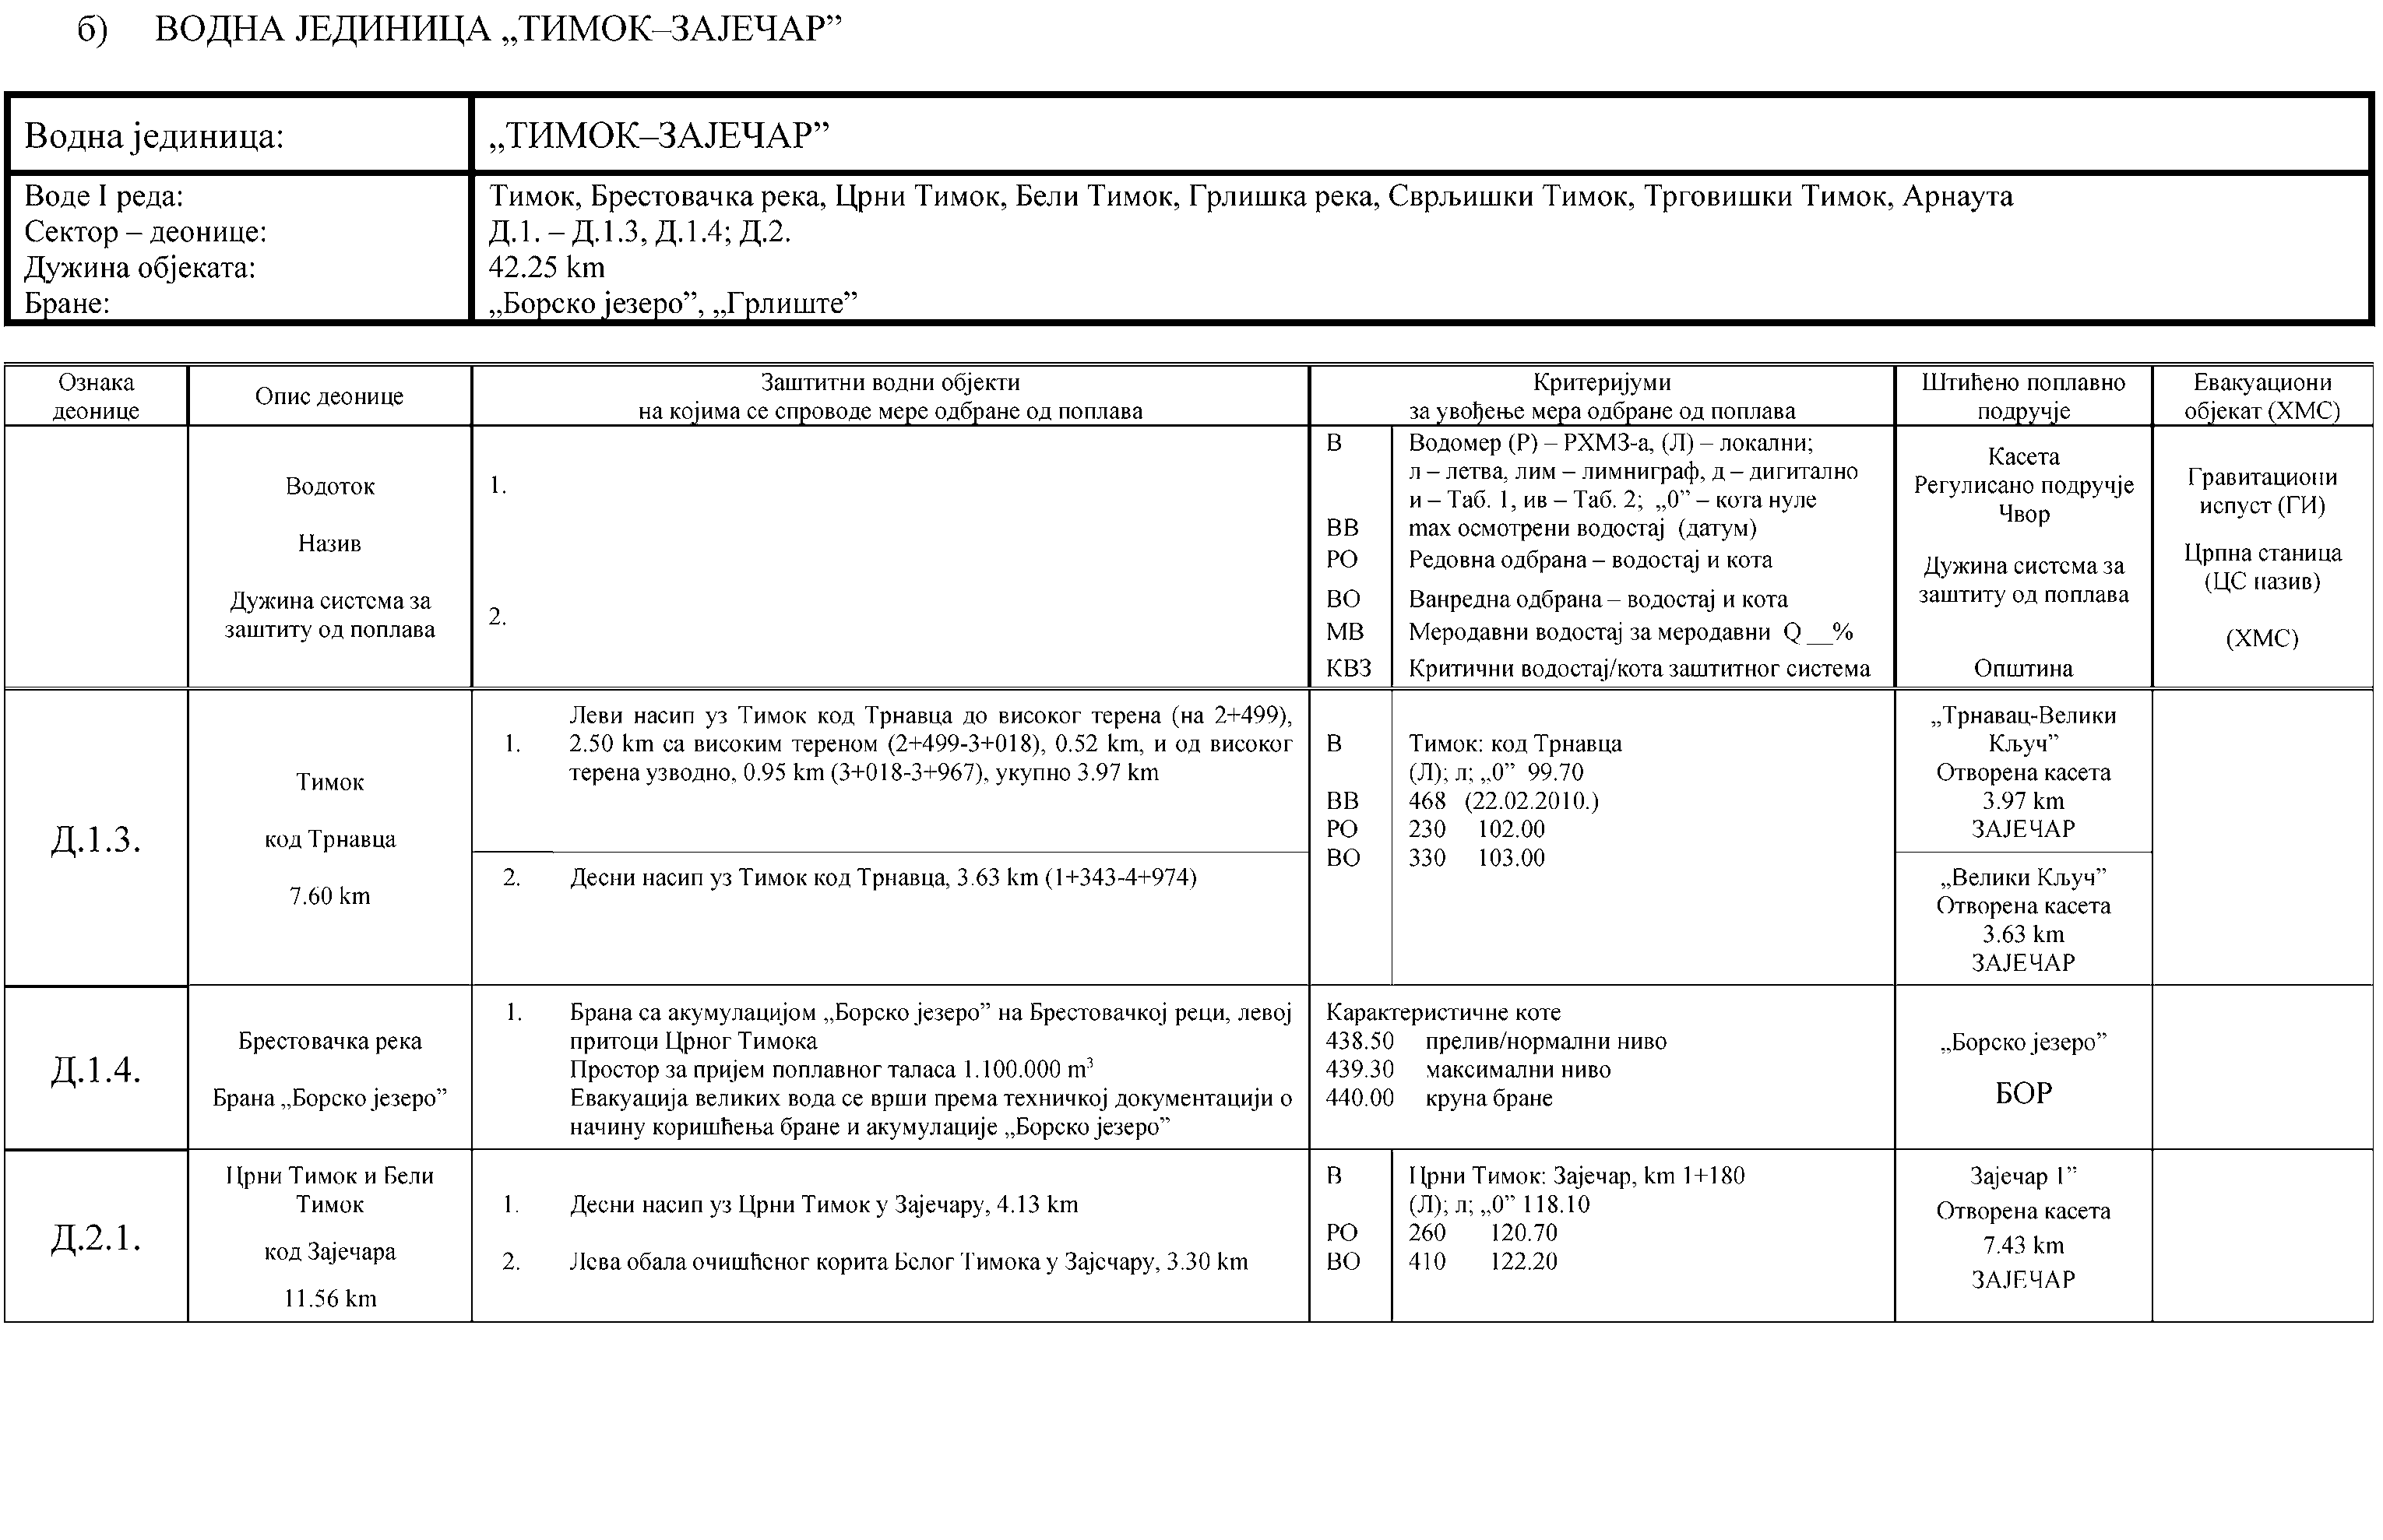 б) ВОДНА ЈЕДИНИЦА „ТИМОК–ЗАЈЕЧАР”
Водна јединица:
„ТИМОК–ЗАЈЕЧАР”
Воде I реда:
Тимок, Брестовачка река, Црни Тимок, Бели Тимок, Грлишка река, Сврљишки Тимок, Трговишки Тимок, Арнаута
Сектор – деонице:
Д.1. – Д.1.3, Д.1.4; Д.2.
Дужина објеката:
42.25 km
Бране:
„Борско језеро”, „Грлиште”
Ознака
деонице
Опис деонице
Заштитни водни објекти
на којима се спроводе мере одбране од поплава
Критеријуми
за увођење мера одбране од поплава
Штићено поплавно
подручје
Евакуациони
објекат (ХМС)
Водоток
Назив
Дужина система за
заштиту од поплава
1.
2.
В Водомер (Р) – РХМЗ-а, (Л) – локални;
л – летва, лим – лимниграф, д – дигитално
и – Таб. 1, ив – Таб. 2; „0” – кота нуле
ВВ max осмотрени водостај (датум)
РО Редовна одбрана – водостај и кота
ВО Ванредна одбрана – водостај и кота
МВ Меродавни водостај за меродавни Q __%
КВЗ Критични водостај/кота заштитног система
Касета
Регулисано подручје
Чвор
Дужина система за
заштиту од поплава
Општина
Гравитациони
испуст (ГИ)
Црпна станица
(ЦС назив)
(ХМС)
Д.1.3.
Тимок
код Трнавца
7.60 km
Леви насип уз Тимок код Трнавца до високог терена (на 2+499),
1. 2.50 km са високим тереном (2+499-3+018), 0.52 km, и од високог
терена узводно, 0.95 km (3+018-3+967), укупно 3.97 km
2. Десни насип уз Тимок код Трнавца, 3.63 km (1+343-4+974)
В Тимок: код Трнавца
(Л); л; „0” 99.70
ВВ 468 (22.02.2010.)
РО 230 102.00
ВО 330 103.00
„Трнавац-Велики
Кључ”
Отворена касета
3.97 km
ЗАЈЕЧАР
„Велики Кључ”
Отворена касета
3.63 km
ЗАЈЕЧАР
Д.1.4.
Брестовачка река
Брана „Борско језеро”
1. Брана са акумулацијом „Борско језеро” на Брестовачкој реци, левој
притоци Црног Тимока
Простор за пријем поплавног таласа 1.100.000 m³
Евакуација великих вода се врши према техничкој документацији о
начину коришћења бране и акумулације „Борско језеро”
Карактеристичне коте
438.50 прелив/нормални ниво
439.30 максимални ниво
440.00 круна бране
„Борско језеро”
БОР
Д.2.1.
Црни Тимок и Бели
Тимок
код Зајечара
11.56 km
1. Десни насип уз Црни Тимок у Зајечару, 4.13 km
2. Лева обала очишћеног корита Белог Тимока у Зајечару, 3.30 km
В Црни Тимок: Зајечар, km 1+180
(Л); л; „0” 118.10
РО 260 120.70
ВО 410 122.20
Зајечар 1”
Отворена касета
7.43 km
ЗАЈЕЧАР